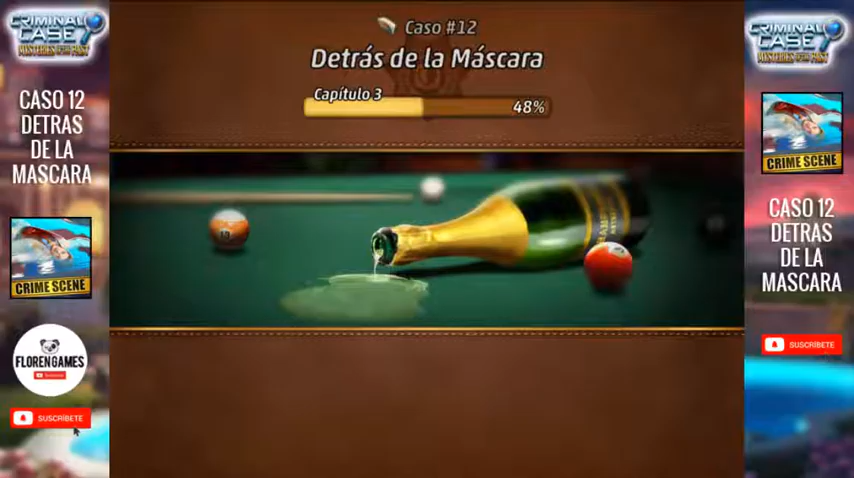 CRIMINAL
CASE
MYSTERIES OF THE PAST
CASO 12
DETRAS
DE LA
MASCARA
CRIME SCENE
FLORENGAMES
SUSCRÍBETE
Caso #12
Detrás de la Máscara
Capítulo 3
48%
CRIMINAL
CASE
MYSTERIES OF THE PAST
CRIME SCENE
CASO 12
DETRAS
DE LA
MASCARA
SUSCRÍBETE